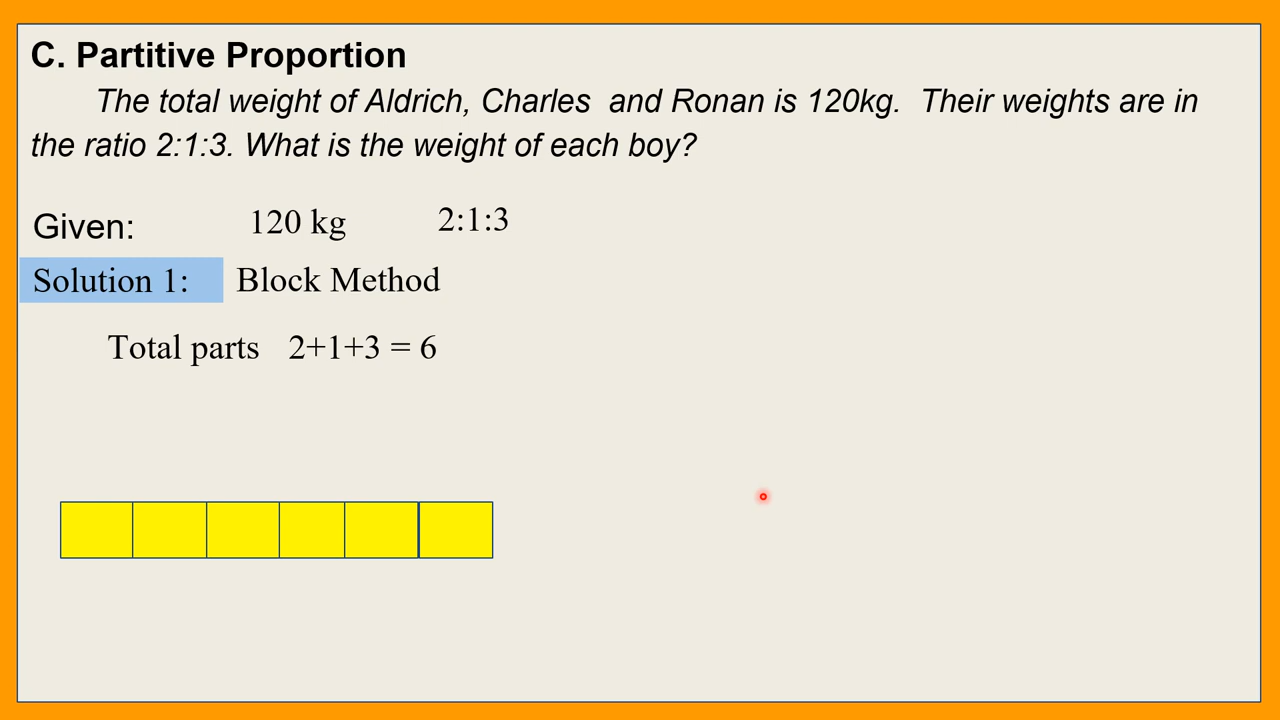 C. Partitive Proportion
The total weight of Aldrich, Charles and Ronan is 120kg. Their weights are in
the ratio 2:1:3. What is the weight of each boy?
Given: 120 kg 2:1:3
Solution 1: Block Method
Total parts 2+1+3 = 6